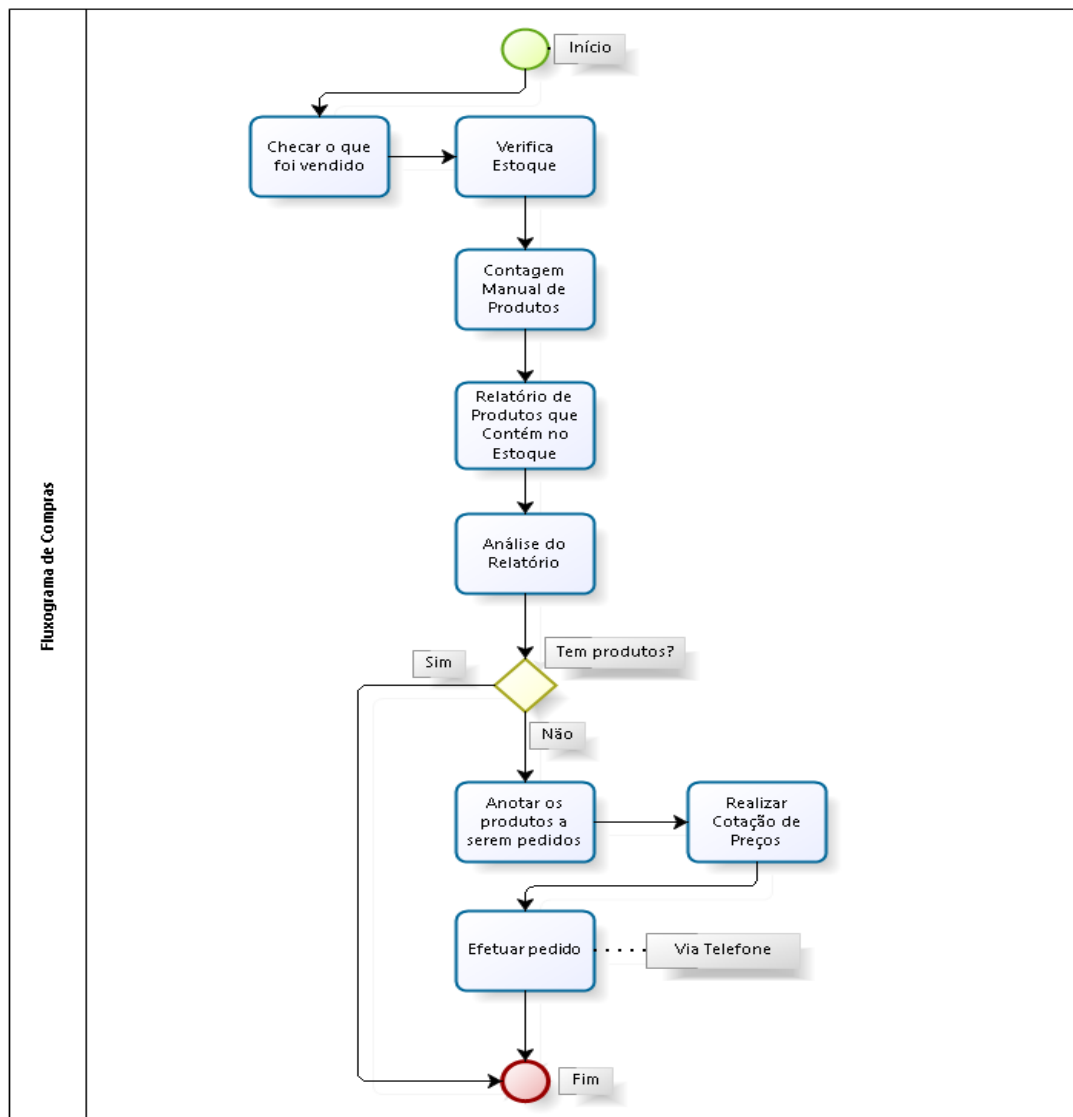 Fluxograma de Compras
Início
Checar o que
foi vendido
Verifica
Estoque
Contagem
Manual de
Produtos
Relatório de
Produtos que
Contém no
Estoque
Análise do
Relatório
Tem produtos?
Sim
Não
Anotar os
produtos a
serem pedidos
Realizar
Cotação de
Preços
Efetuar pedido
Via Telefone
Fim